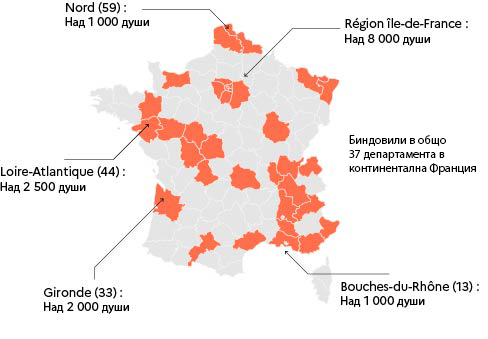 Nord (59) :
Над 1 000 души
Région île-de-France :
Над 8 000 души
Биндовили в общо
37 департамента в
континентална Франция
Loire-Atlantique (44) :
Над 2 500 души
Gironde (33) :
Над 2 000 души
Bouches-du-Rhône (13) :
Над 1 000 души